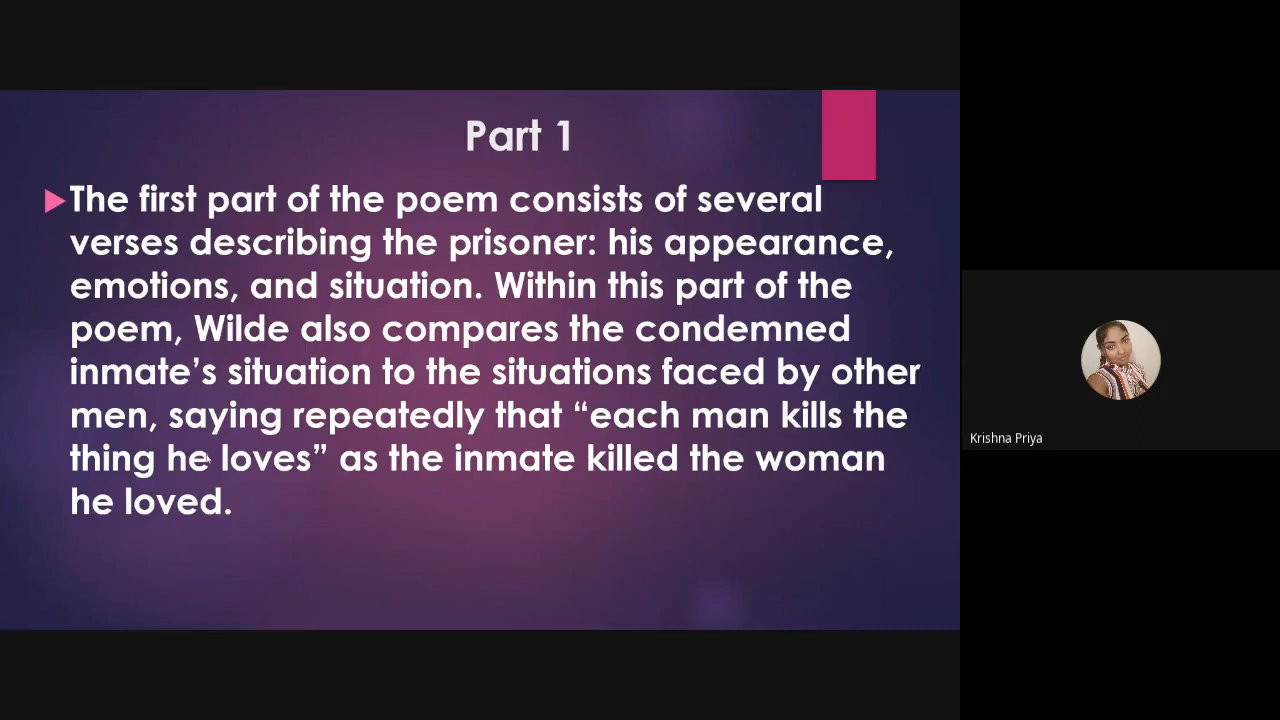 Part 1
The first part of the poem consists of several
verses describing the prisoner: his appearance,
emotions, and situation. Within this part of the
poem, Wilde also compares the condemned
inmate’s situation to the situations faced by other
men, saying repeatedly that “each man kills the
thing he loves” as the inmate killed the woman
he loved.
Krishna Priya